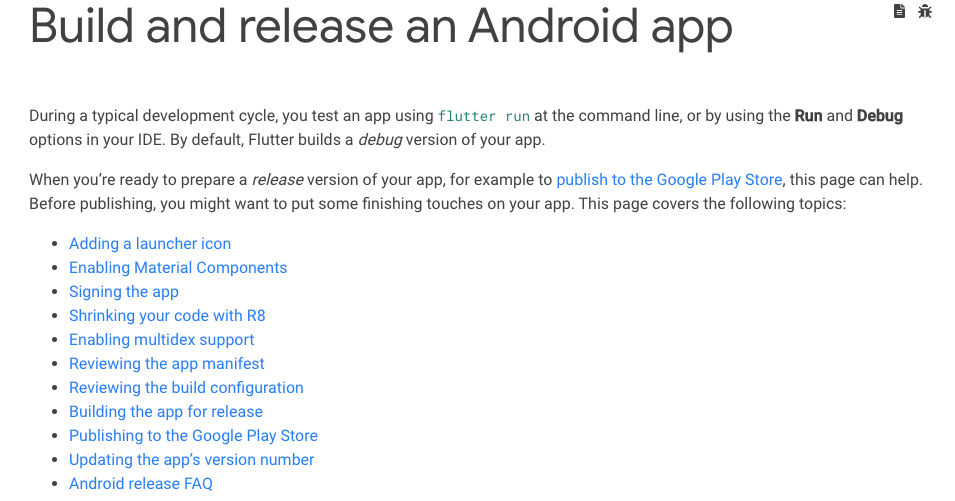 Build and release an Android app
During a typical development cycle, you test an app using flutter run at the command line, or by using the Run and Debug
options in your IDE. By default, Flutter builds a debug version of your app.
When you’re ready to prepare a release version of your app, for example to publish to the Google Play Store, this page can help.
Before publishing, you might want to put some finishing touches on your app. This page covers the following topics:
• Adding a launcher icon
• Enabling Material Components
• Signing the app
• Shrinking your code with R8
• Enabling multidex support
• Reviewing the app manifest
• Reviewing the build configuration
• Building the app for release
• Publishing to the Google Play Store
• Updating the app’s version number
• Android release FAQ